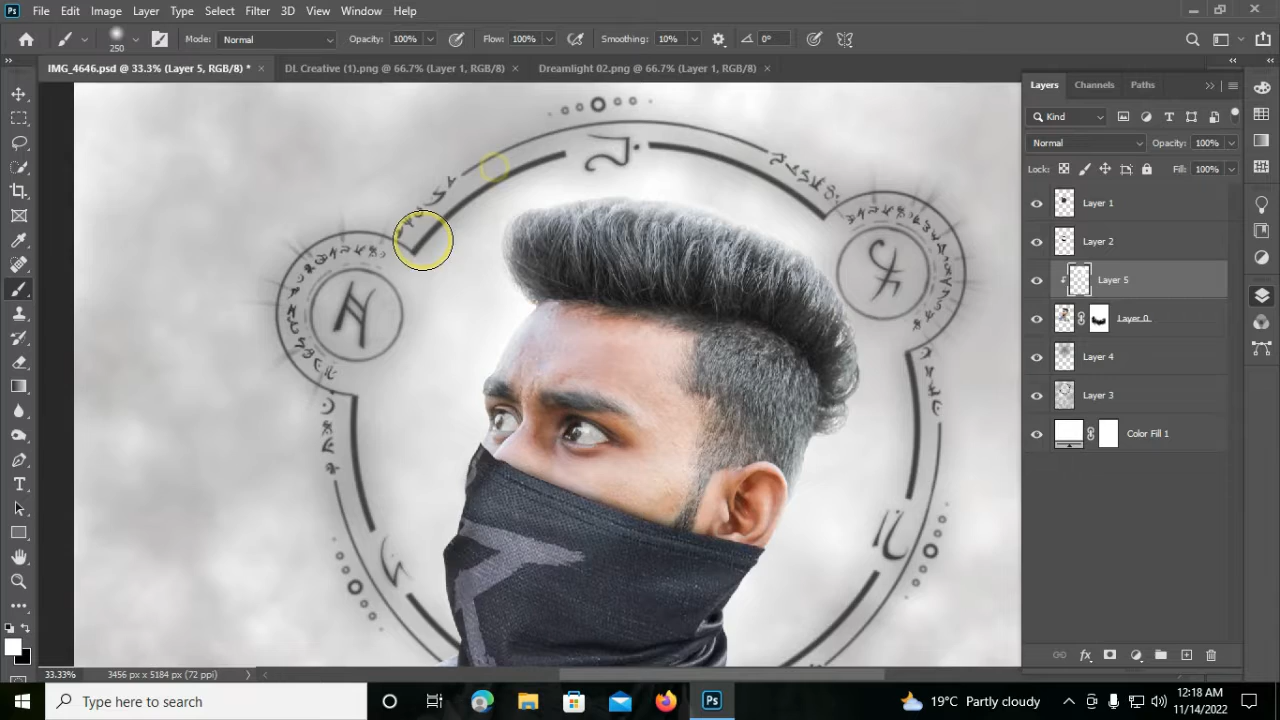 Ps File Edit Image Layer Type Select Filter 3D View Window Help
250 Mode: Normal Opacity: 100% Flow: 100% Smoothing: 10% 0°
IMG_4646.psd @ 33.3% (Layer 5, RGB/8) * × DL Creative (1).png @ 66.7% (Layer 1, RGB/8) × Dreamlight 02.png @ 66.7% (Layer 1, RGB/8) ×
Layers Channels Paths
Kind
Normal Opacity: 100%
Lock: Fill: 100%
Layer 1
Layer 2
Layer 5
Layer 0
Layer 4
Layer 3
Color Fill 1
33.33% 3456 px x 5184 px (72 ppi)
Type here to search
Ps
19°C Partly cloudy
12:18 AM
11/14/2022